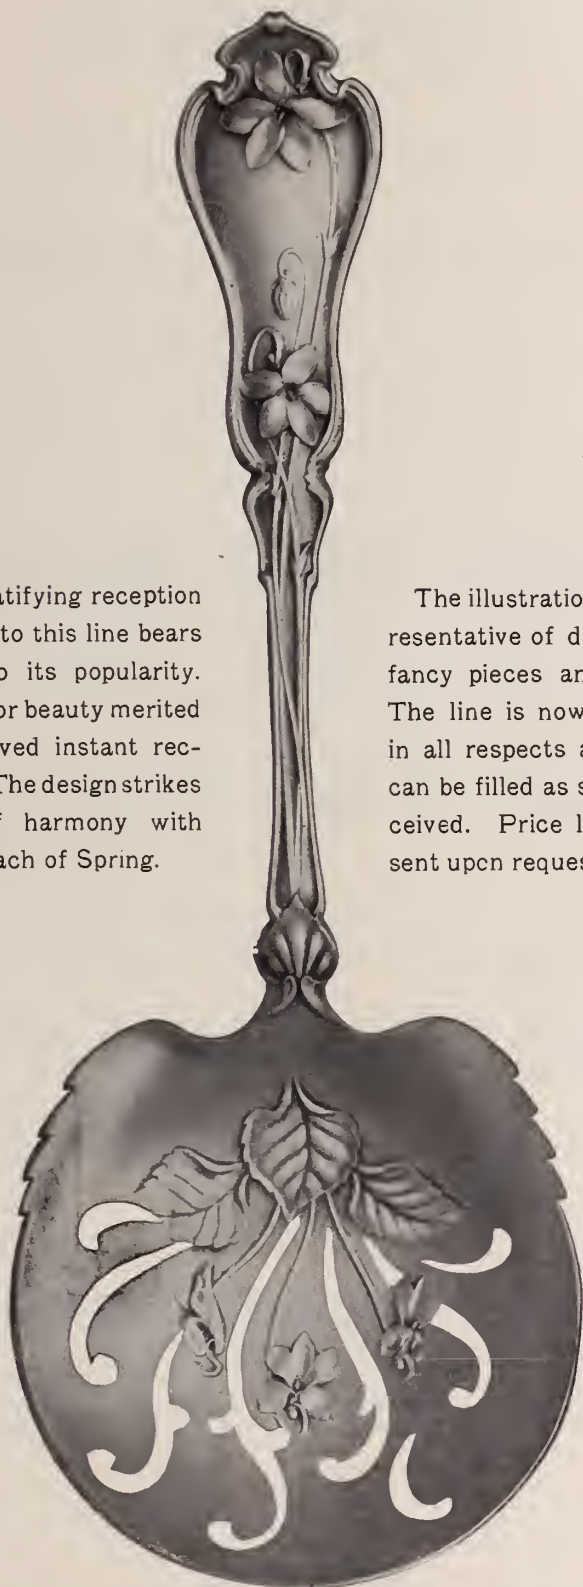 atifying reception
to this line bears
o its popularity.
or beauty merited
ved instant rec-
The design strikes
f harmony with
ach of Spring.
The illustratio
resentative of d
fancy pieces an
The line is now
in all respects a
can be filled as s
ceived. Price l
sent upcn reques